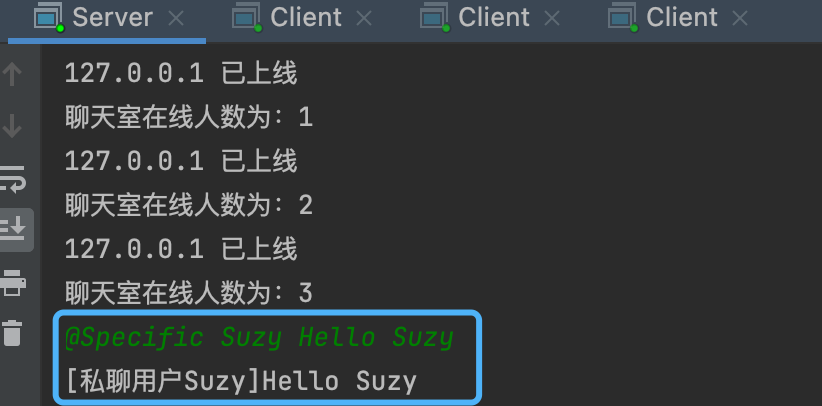 Server × Client × Client × Client ×
127.0.0.1 已上线
聊天室在线人数为：1
127.0.0.1 已上线
聊天室在线人数为：2
127.0.0.1 已上线
聊天室在线人数为：3
@Specific Suzy Hello Suzy
[私聊用户Suzy]Hello Suzy